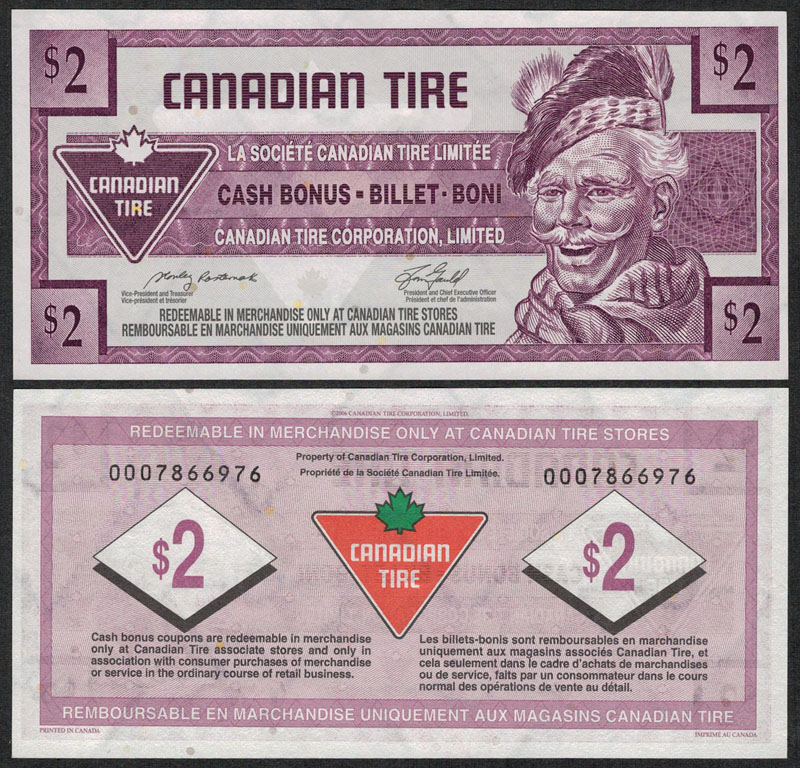 $2
$2
CANADIAN TIRE
LA SOCIÉTÉ CANADIAN TIRE LIMITÉE
CANADIAN
TIRE
CASH BONUS - BILLET - BONI
CANADIAN TIRE CORPORATION, LIMITED
Vice-President and Treasurer
Vice-président et trésorier
President and Chief Executive Officer
Président et chef de l'administration
REDEEMABLE IN MERCHANDISE ONLY AT CANADIAN TIRE STORES
REMBOURSABLE EN MARCHANDISE UNIQUEMENT AUX MAGASINS CANADIAN TIRE
$2
$2
©2006 CANADIAN TIRE CORPORATION, LIMITED.
REDEEMABLE IN MERCHANDISE ONLY AT CANADIAN TIRE STORES
Property of Canadian Tire Corporation, Limited.
Propriété de la Société Canadian Tire Limitée.
0007866976
0007866976
$2
CANADIAN
TIRE
$2
Cash bonus coupons are redeemable in merchandise
only at Canadian Tire associate stores and only in
association with consumer purchases of merchandise
or service in the ordinary course of retail business.
Les billets-bonis sont remboursables en marchandise
uniquement aux magasins associés Canadian Tire, et
cela seulement dans le cadre d'achats de marchandises
ou de service, faits par un consommateur dans le cours
normal des opérations de vente au détail.
REMBOURSABLE EN MARCHANDISE UNIQUEMENT AUX MAGASINS CANADIAN TIRE
PRINTED IN CANADA
IMPRIMÉ AU CANADA